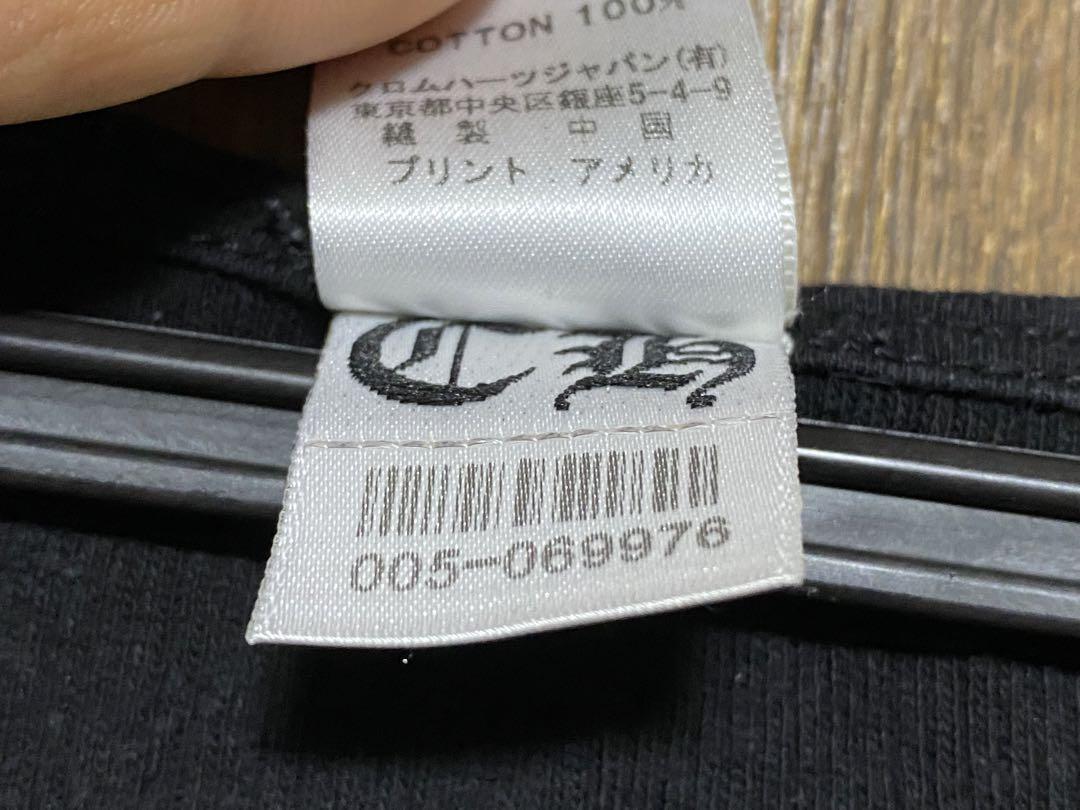 COTTON 100%
クロムハーツジャパン(有)
東京都中央区銀座5-4-9
縫 製 : 中 国
プリント : アメリカ
CH
005-069976